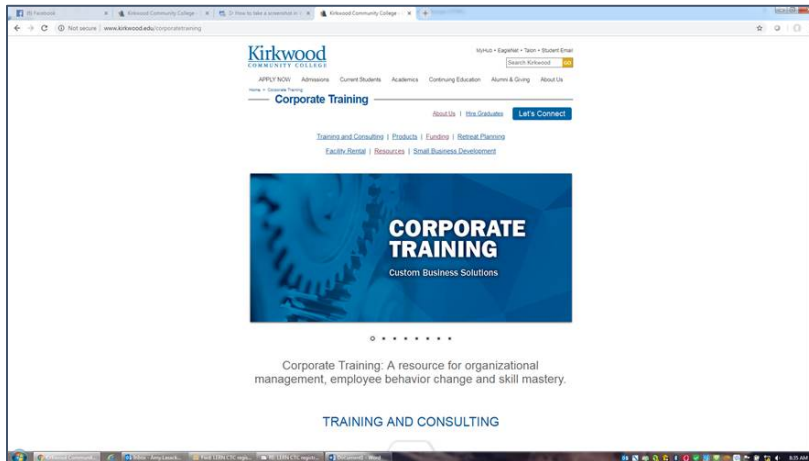 (6) Facebook
Kirkwood Community College
How to take a screenshot in
Kirkwood Community College
Not secure | www.kirkwood.edu/corporatetraining
Kirkwood
COMMUNITY COLLEGE
MyHub • EagleNet • Talon • Student Email
Search Kirkwood GO
APPLY NOW Admissions Current Students Academics Continuing Education Alumni & Giving About Us
Home > Corporate Training
Corporate Training
About Us | Hire Graduates Let's Connect
Training and Consulting | Products | Funding | Retreat Planning
Facility Rental | Resources | Small Business Development
CORPORATE
TRAINING
Custom Business Solutions
Corporate Training: A resource for organizational
management, employee behavior change and skill mastery.
TRAINING AND CONSULTING
Kirkwood Communit...
Document1 - Word
8:35 AM